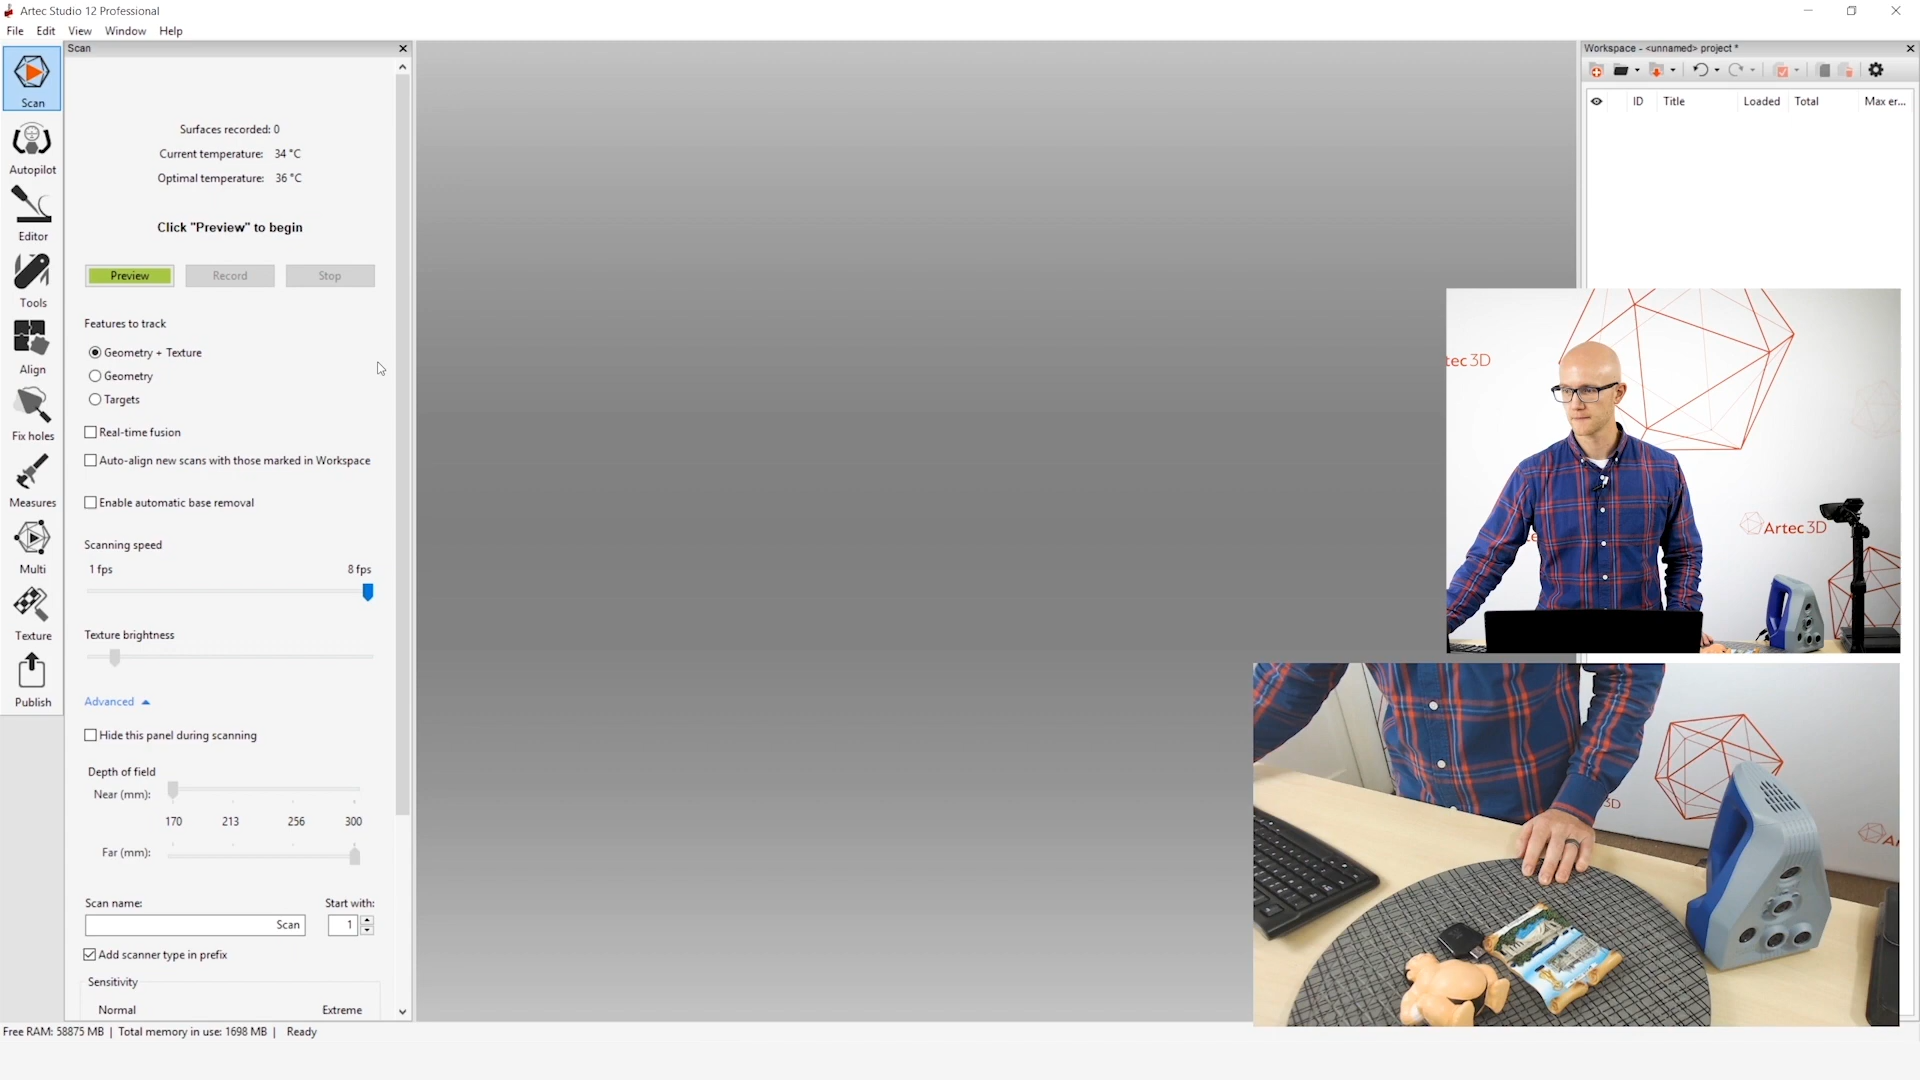 Artec Studio 12 Professional
File Edit View Window Help
Scan
Workspace - <unnamed> project *
Scan
Autopilot
Editor
Tools
Align
Fix holes
Measures
Multi
Texture
Publish
Surfaces recorded: 0
Current temperature: 34 °C
Optimal temperature: 36 °C
Click "Preview" to begin
Preview Record Stop
Features to track
Geometry + Texture
Geometry
Targets
Real-time fusion
Auto-align new scans with those marked in Workspace
Enable automatic base removal
Scanning speed
1 fps 8 fps
Texture brightness
Advanced
Hide this panel during scanning
Depth of field
Near (mm):
170 213 256 300
Far (mm):
Scan name: Start with:
Scan 1
Add scanner type in prefix
Sensitivity
Normal Extreme
Free RAM: 58875 MB | Total memory in use: 1698 MB | Ready
ID Title Loaded Total Max er...
tec 3D
Artec 3D
te
3D
A